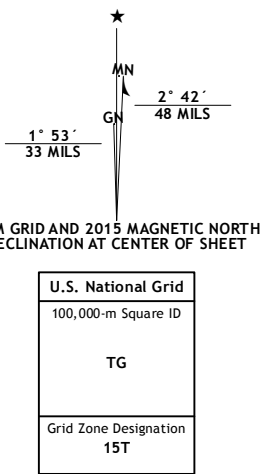 ★
MN
GN
2° 42´
48 MILS
1° 53´
33 MILS
M GRID AND 2015 MAGNETIC NORTH
ECLINATION AT CENTER OF SHEET
U.S. National Grid
100,000-m Square ID
TG
Grid Zone Designation
15T